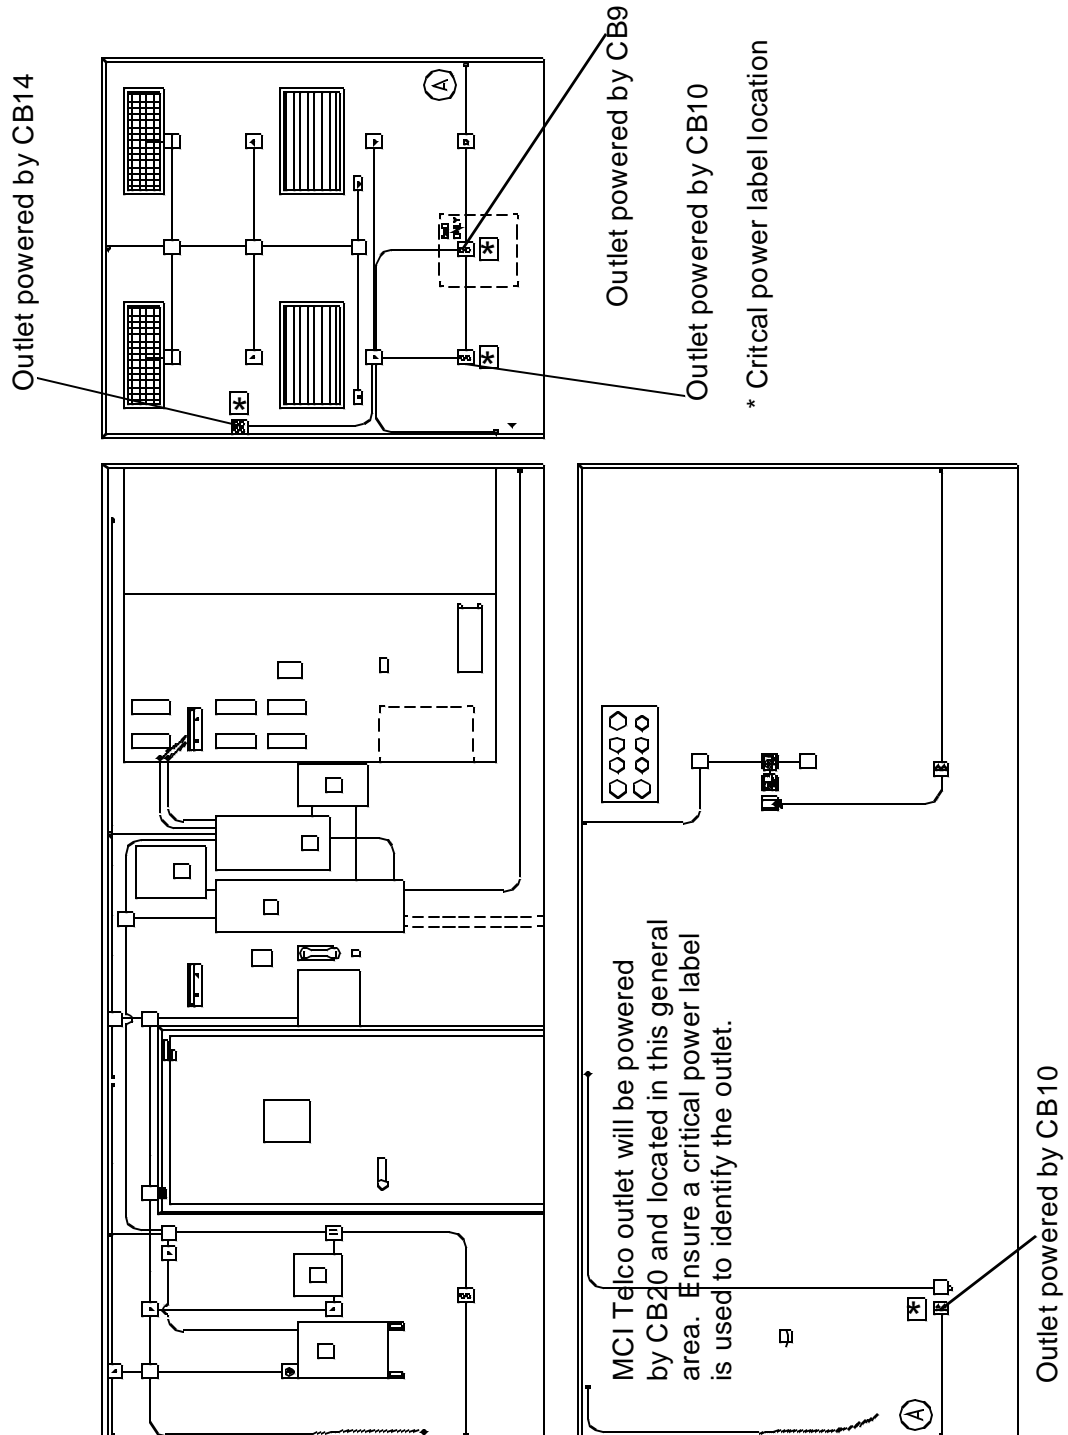 Outlet powered by CB14
A
Outlet powered by CB9
Outlet powered by CB10
* Critcal power label location
ONLY
*
*
*
MCI Telco outlet will be powered
by CB20 and located in this general
area. Ensure a critical power label
is used to identify the outlet.
*
A
Outlet powered by CB10